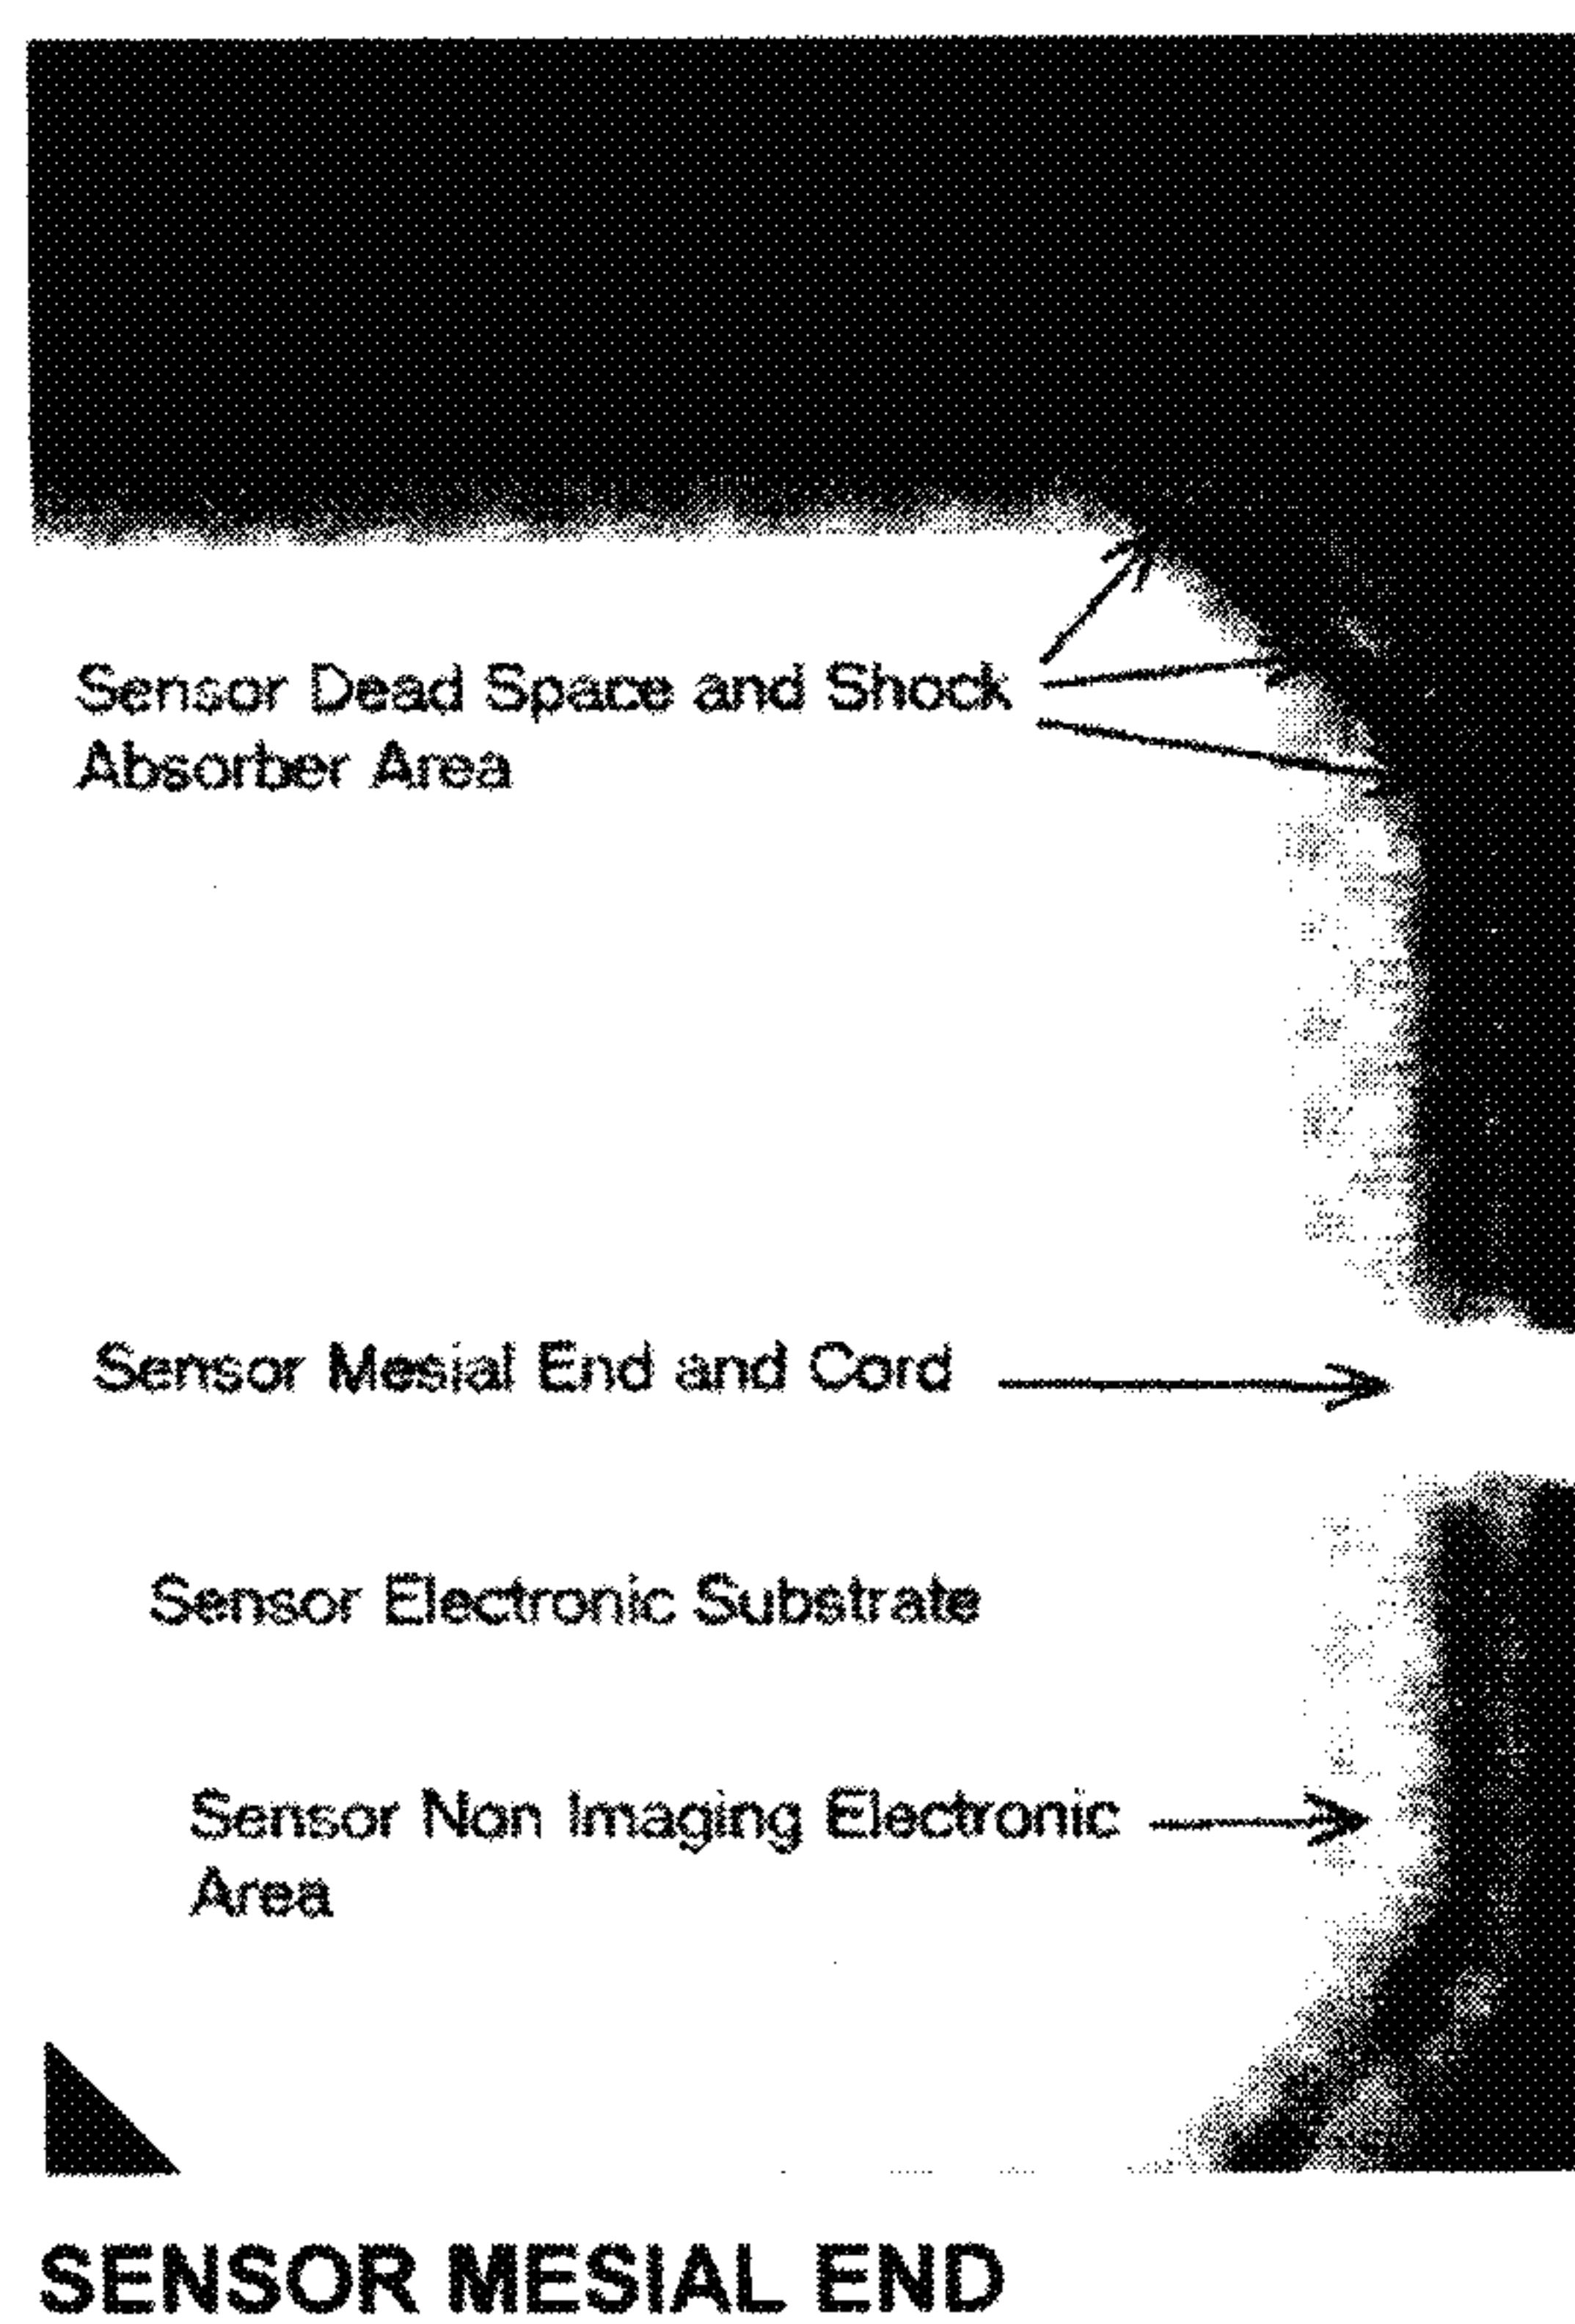 Sensor Dead Space and Shock
Absorber Area
Sensor Mesial End and Cord
Sensor Electronic Substrate
Sensor Non Imaging Electronic
Area
SENSOR MESIAL END